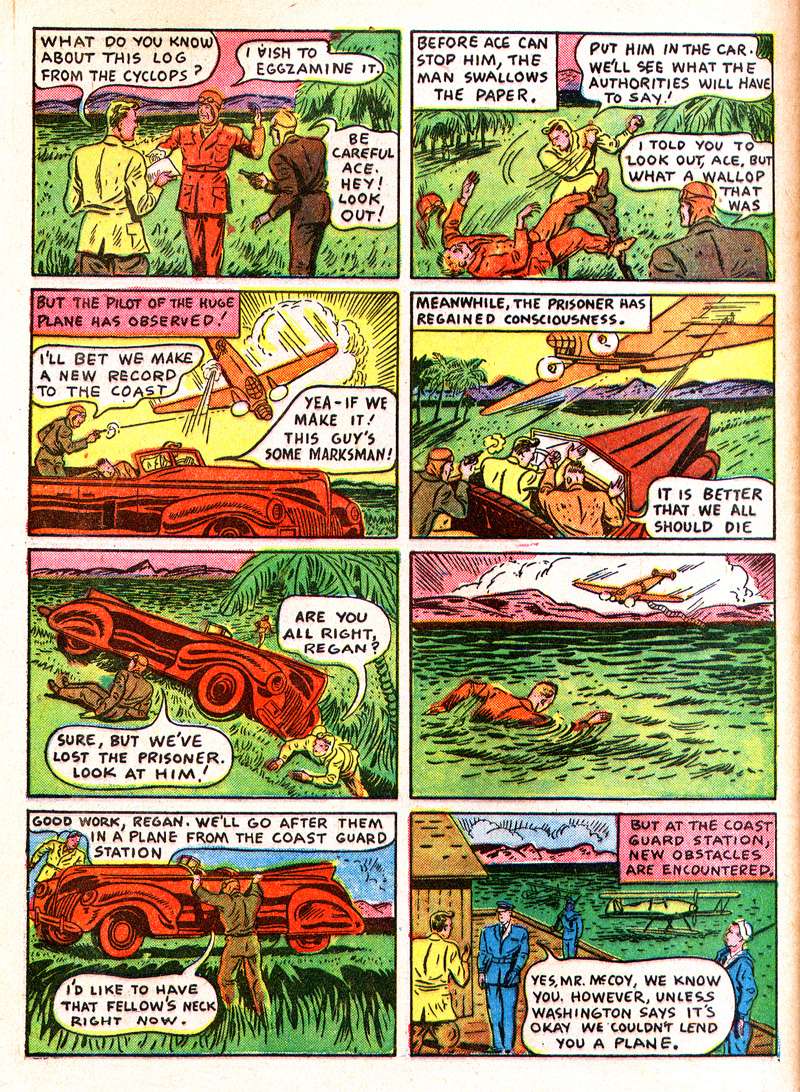 WHAT DO YOU KNOW
ABOUT THIS LOG
FROM THE CYCLOPS?
I VISH TO
EGGZAMINE IT.
BE
CAREFUL
ACE.
HEY!
LOOK
OUT!
BEFORE ACE CAN
STOP HIM, THE
MAN SWALLOWS
THE PAPER.
PUT HIM IN THE CAR.
WE'LL SEE WHAT THE
AUTHORITIES WILL HAVE
TO SAY!
I TOLD YOU TO
LOOK OUT, ACE, BUT
WHAT A WALLOP
THAT
WAS
BUT THE PILOT OF THE HUGE
PLANE HAS OBSERVED!
I'LL BET WE MAKE
A NEW RECORD
TO THE COAST
YEA-IF WE
MAKE IT!
THIS GUY'S
SOME MARKSMAN!
MEANWHILE, THE PRISONER HAS
REGAINED CONSCIOUSNESS.
IT IS BETTER
THAT WE ALL
SHOULD DIE
ARE YOU
ALL RIGHT,
REGAN?
SURE, BUT WE'VE
LOST THE PRISONER.
LOOK AT HIM!
GOOD WORK, REGAN. WE'LL GO AFTER THEM
IN A PLANE FROM THE COAST GUARD
STATION
I'D LIKE TO HAVE
THAT FELLOW'S NECK
RIGHT NOW.
BUT AT THE COAST
GUARD STATION,
NEW OBSTACLES
ARE ENCOUNTERED.
YES, MR. MCCOY, WE KNOW
YOU. HOWEVER, UNLESS
WASHINGTON SAYS IT'S
OKAY WE COULDN'T LEND
YOU A PLANE.